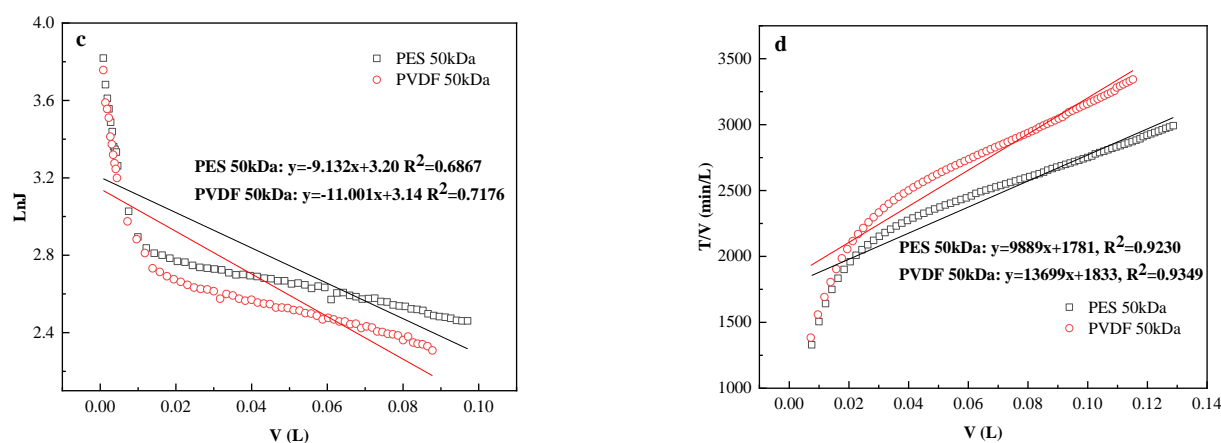 c
PES 50kDa
PVDF 50kDa
PES 50kDa: y=-9.132x+3.20 R²=0.6867
PVDF 50kDa: y=-11.001x+3.14 R²=0.7176
LnJ
4.0
3.6
3.2
2.8
2.4
0.00 0.02 0.04 0.06 0.08 0.10
V (L)
d
T/V (min/L)
3500
3000
2500
2000
1500
1000
PES 50kDa: y=9889x+1781, R²=0.9230
PVDF 50kDa: y=13699x+1833, R²=0.9349
PES 50kDa
PVDF 50kDa
0.00 0.02 0.04 0.06 0.08 0.10 0.12 0.14
V (L)